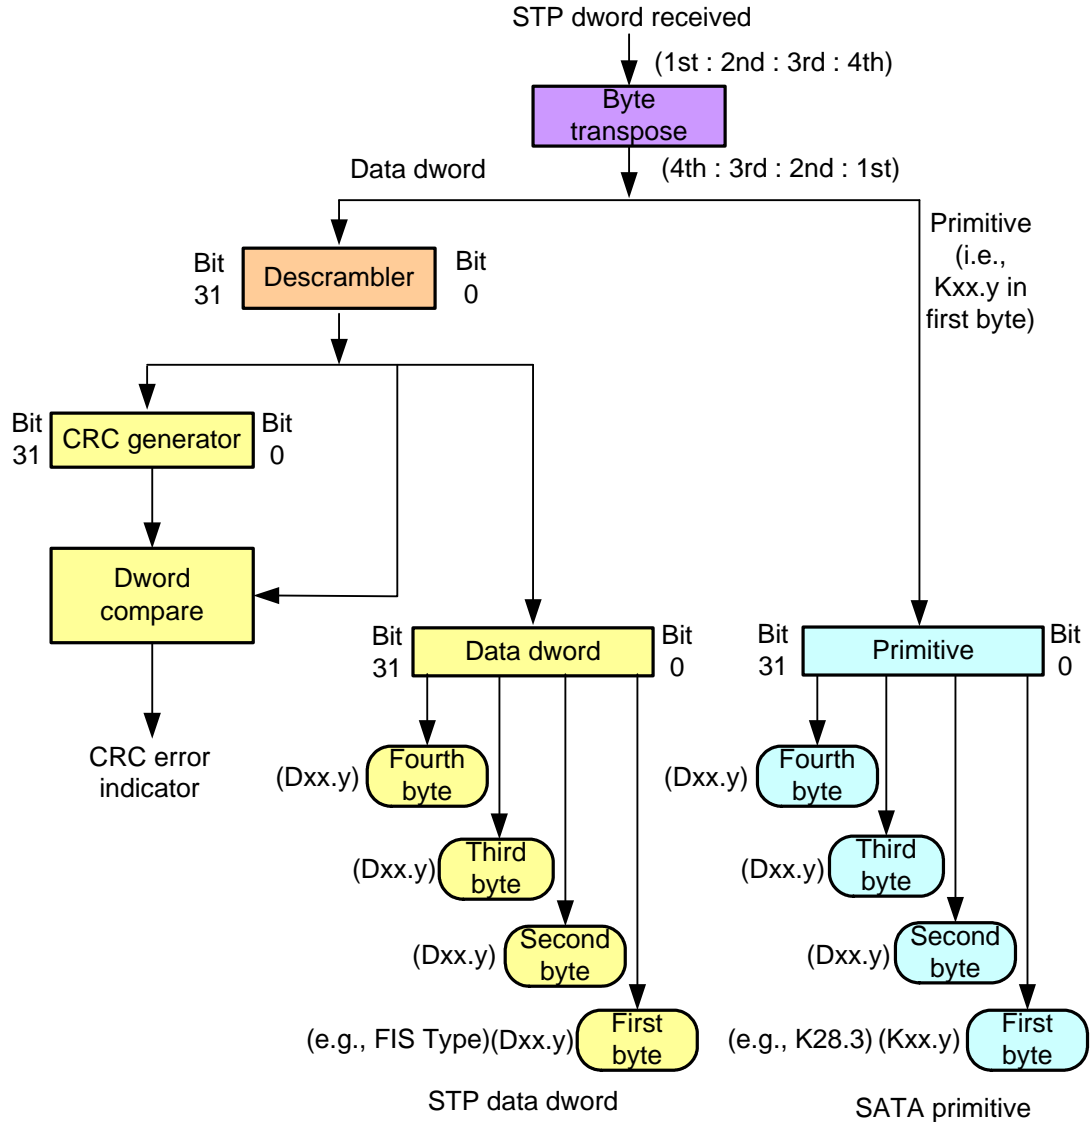 STP dword received
(1st : 2nd : 3rd : 4th)
Byte
transpose
(4th : 3rd : 2nd : 1st)
Data dword
Primitive
(i.e.,
Kxx.y in
first byte)
Bit
31
Descrambler
Bit
0
Bit
31
CRC generator
Bit
0
Dword
compare
CRC error
indicator
Bit
31
Data dword
Bit
0
Bit
31
Primitive
Bit
0
(Dxx.y)
Fourth
byte
(Dxx.y)
Third
byte
(Dxx.y)
Second
byte
(e.g., FIS Type)(Dxx.y)
First
byte
STP data dword
(Dxx.y)
Fourth
byte
(Dxx.y)
Third
byte
(Dxx.y)
Second
byte
(e.g., K28.3) (Kxx.y)
First
byte
SATA primitive